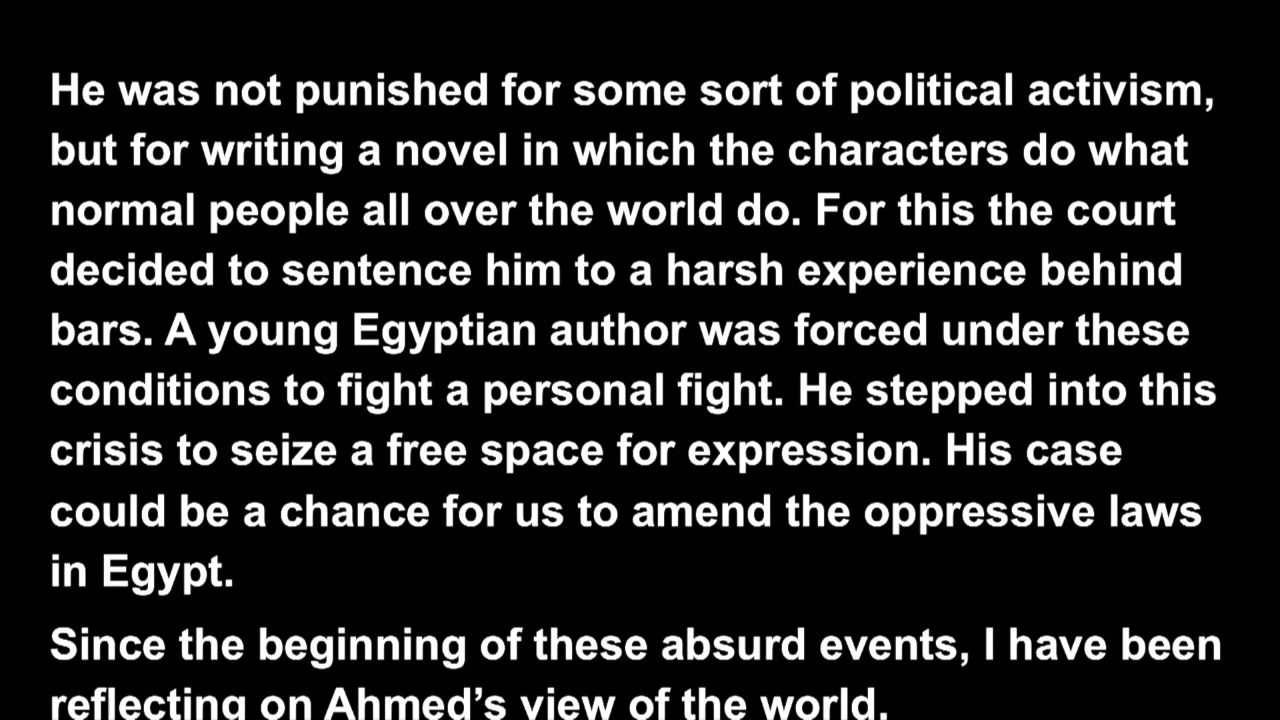 He was not punished for some sort of political activism,
but for writing a novel in which the characters do what
normal people all over the world do. For this the court
decided to sentence him to a harsh experience behind
bars. A young Egyptian author was forced under these
conditions to fight a personal fight. He stepped into this
crisis to seize a free space for expression. His case
could be a chance for us to amend the oppressive laws
in Egypt.
Since the beginning of these absurd events, I have been
reflecting on Ahmed’s view of the world.